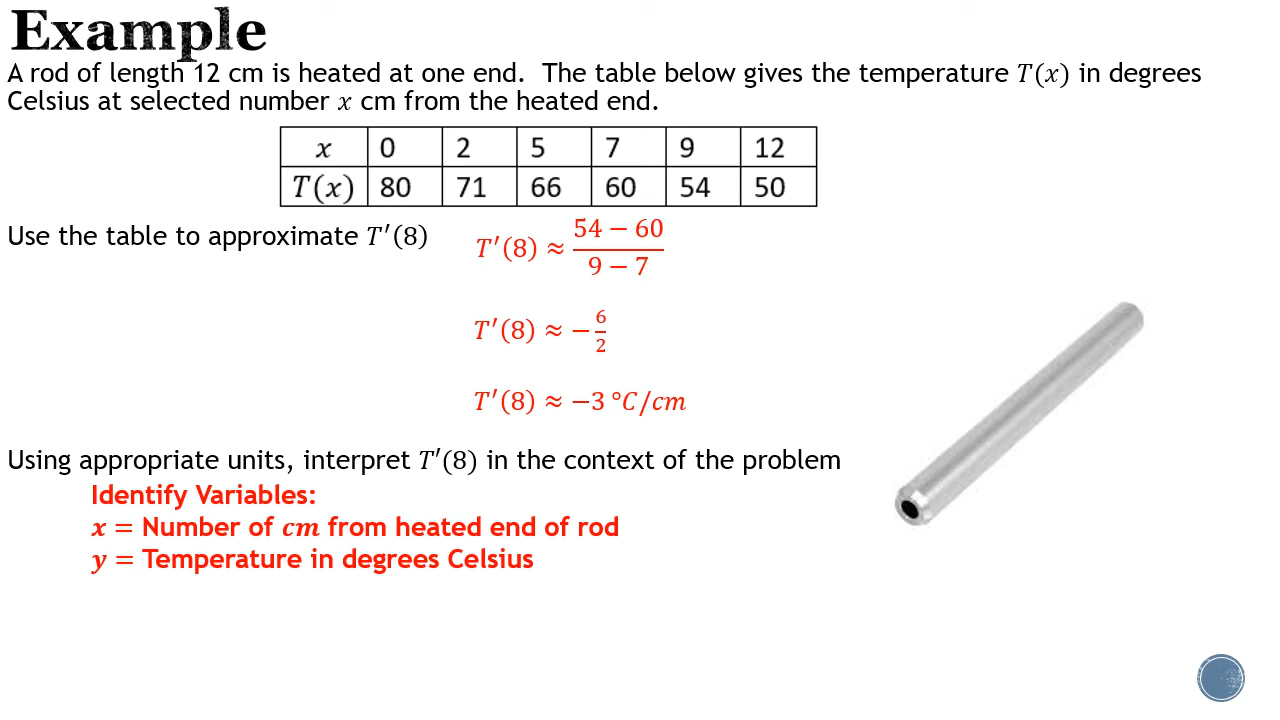 Example
A rod of length 12 cm is heated at one end. The table below gives the temperature T(x) in degrees
Celsius at selected number x cm from the heated end.
x 0 2 5 7 9 12
T(x) 80 71 66 60 54 50
Use the table to approximate T′(8)
T′(8) ≈ (54 − 60)/(9 − 7)
T′(8) ≈ −6/2
T′(8) ≈ −3 °C/cm
Using appropriate units, interpret T′(8) in the context of the problem
Identify Variables:
x = Number of cm from heated end of rod
y = Temperature in degrees Celsius